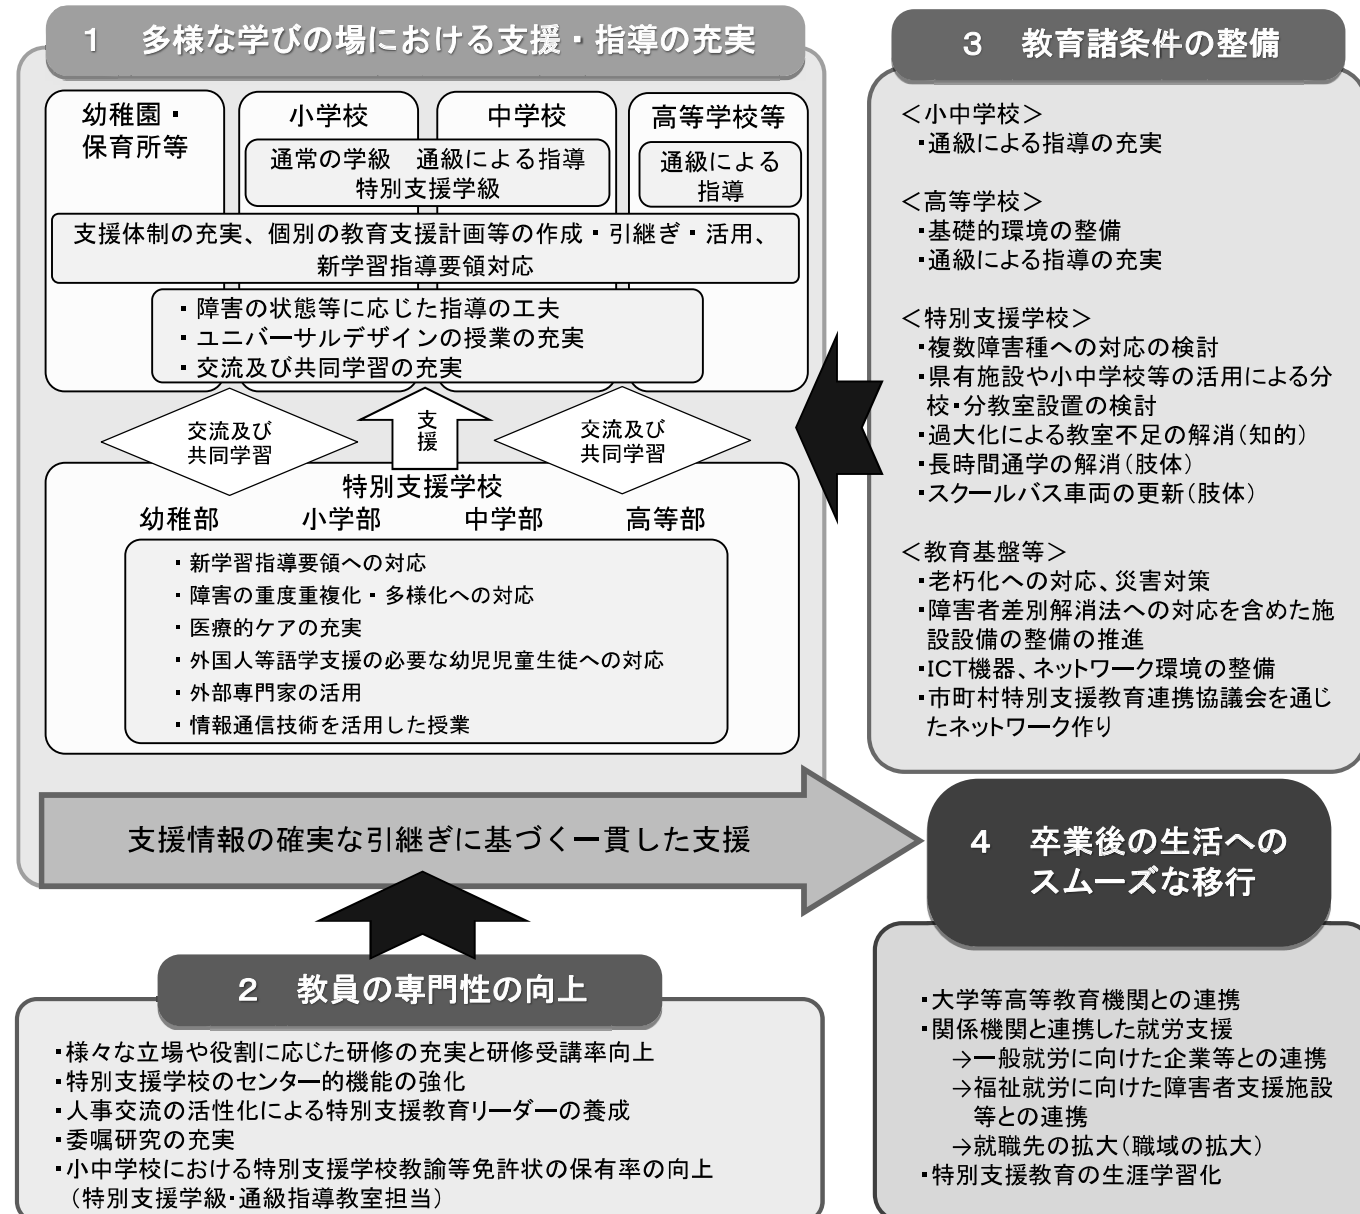 １　多様な学びの場における支援・指導の充実
幼稚園・
保育所等
小学校
中学校
高等学校等
通常の学級　通級による指導
特別支援学級
通級による
指導
支援体制の充実、個別の教育支援計画等の作成・引継ぎ・活用、
新学習指導要領対応
・障害の状態等に応じた指導の工夫
・ユニバーサルデザインの授業の充実
・交流及び共同学習の充実
交流及び
共同学習
支
援
交流及び
共同学習
特別支援学校
幼稚部　小学部　中学部　高等部
・新学習指導要領への対応
・障害の重度重複化・多様化への対応
・医療的ケアの充実
・外国人等語学支援の必要な幼児児童生徒への対応
・外部専門家の活用
・情報通信技術を活用した授業
支援情報の確実な引継ぎに基づく一貫した支援
２　教員の専門性の向上
・様々な立場や役割に応じた研修の充実と研修受講率向上
・特別支援学校のセンター的機能の強化
・人事交流の活性化による特別支援教育リーダーの養成
・委嘱研究の充実
・小中学校における特別支援学校教諭等免許状の保有率の向上
（特別支援学級・通級指導教室担当）
３　教育諸条件の整備
＜小中学校＞
・通級による指導の充実
＜高等学校＞
・基礎的環境の整備
・通級による指導の充実
＜特別支援学校＞
・複数障害種への対応の検討
・県有施設や小中学校等の活用による分
校・分教室設置の検討
・過大化による教室不足の解消（知的）
・長時間通学の解消（肢体）
・スクールバス車両の更新（肢体）
＜教育基盤等＞
・老朽化への対応、災害対策
・障害者差別解消法への対応を含めた施
設設備の整備の推進
・ICT機器、ネットワーク環境の整備
・市町村特別支援教育連携協議会を通じ
たネットワーク作り
４　卒業後の生活への
スムーズな移行
・大学等高等教育機関との連携
・関係機関と連携した就労支援
→一般就労に向けた企業等との連携
→福祉就労に向けた障害者支援施設
等との連携
→就職先の拡大（職域の拡大）
・特別支援教育の生涯学習化